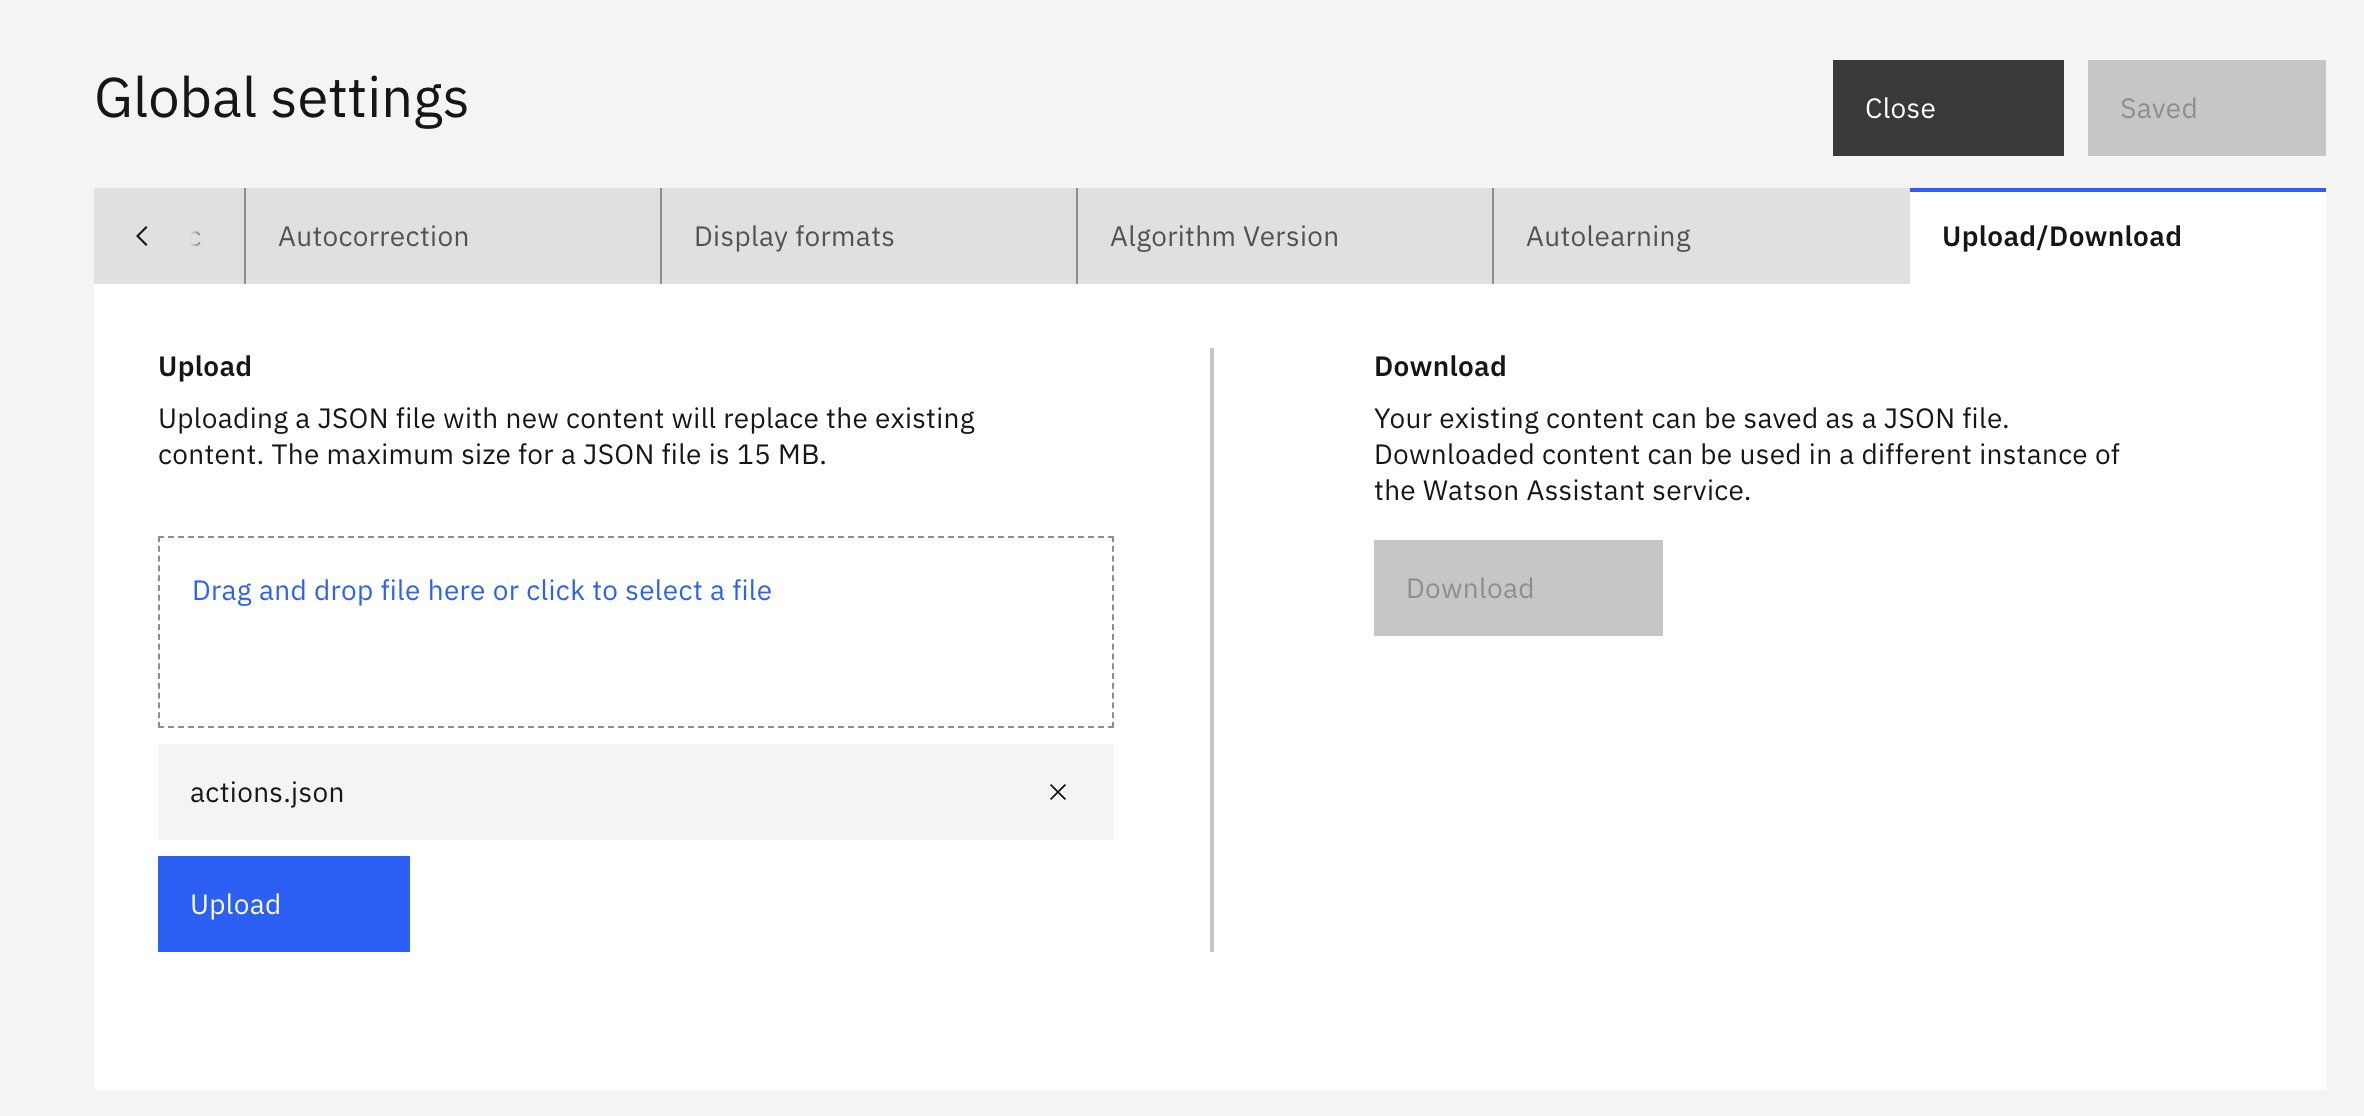 Global settings
Close
Saved
c
Autocorrection
Display formats
Algorithm Version
Autolearning
Upload/Download
Upload
Uploading a JSON file with new content will replace the existing
content. The maximum size for a JSON file is 15 MB.
Drag and drop file here or click to select a file
actions.json
Upload
Download
Your existing content can be saved as a JSON file.
Downloaded content can be used in a different instance of
the Watson Assistant service.
Download